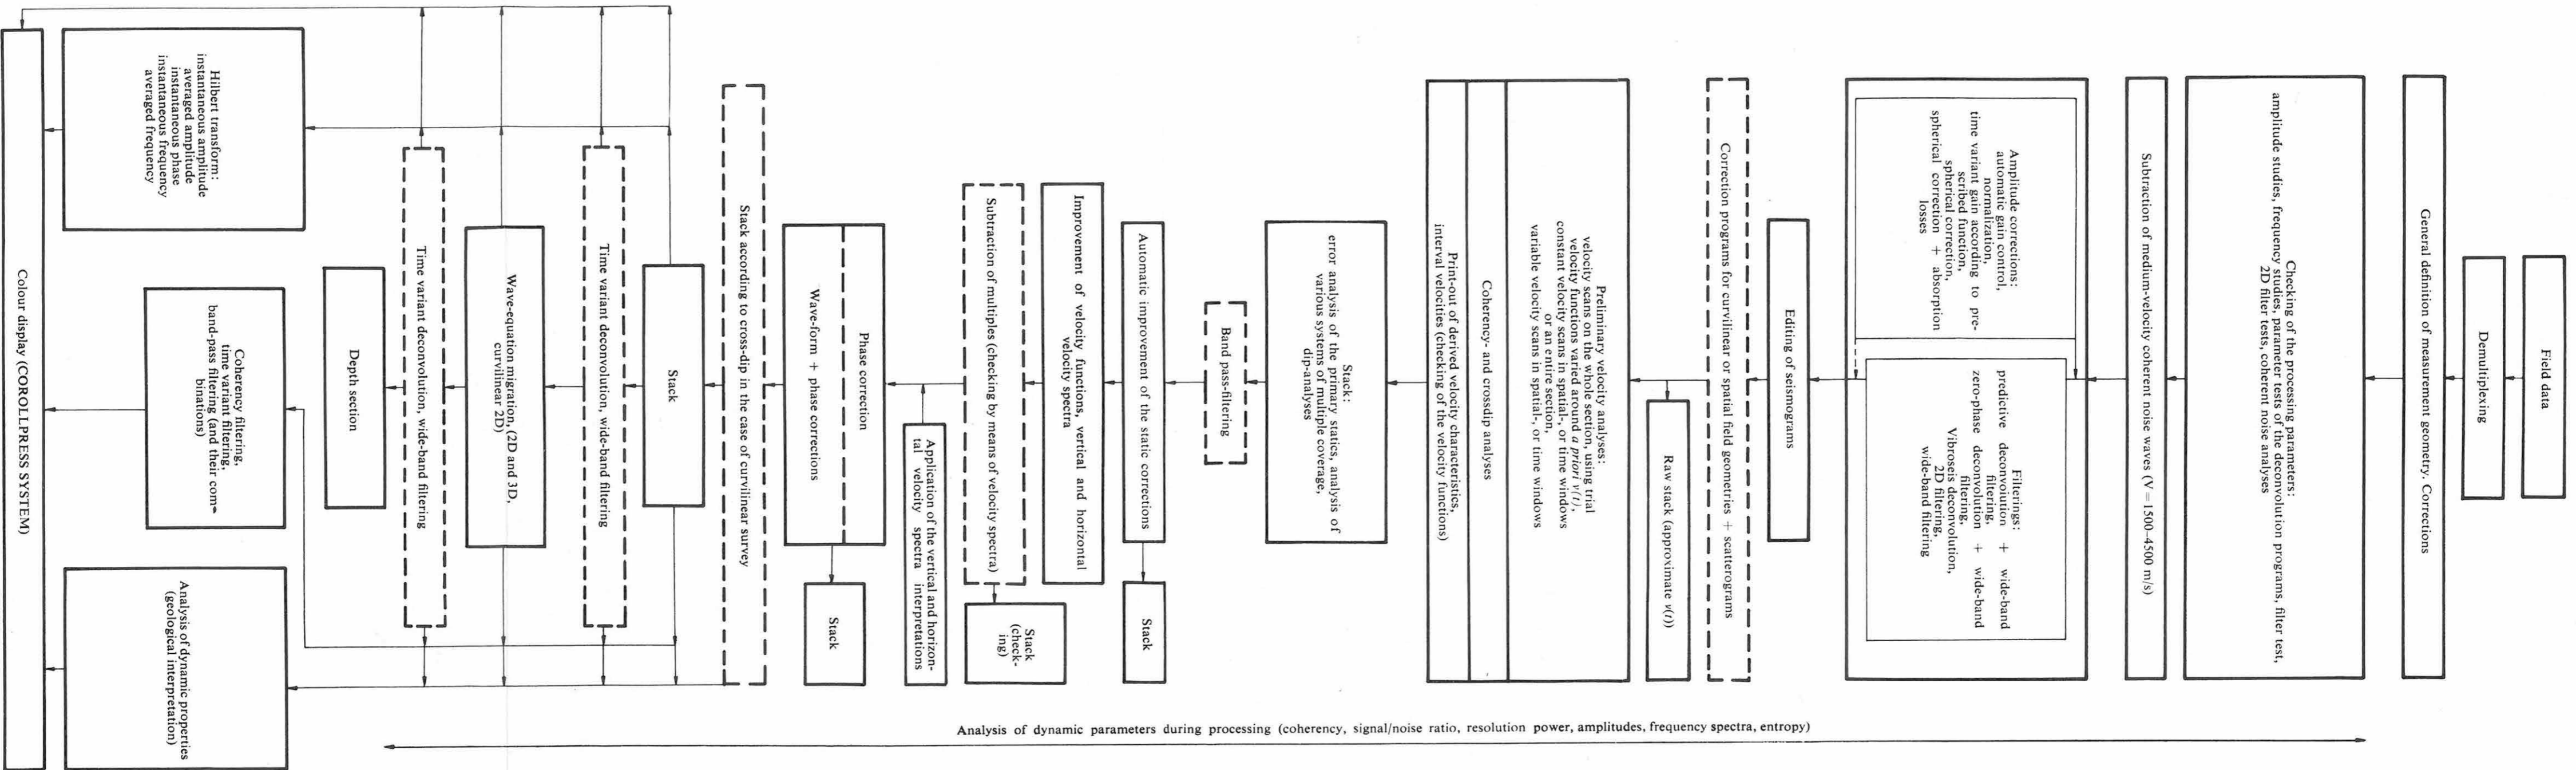 Field data
Demultiplexing
General definition of measurement geometry. Corrections
Checking of the processing parameters:
amplitude studies, frequency studies, parameter tests of the deconvolution programs, filter test,
2D filter tests, coherent noise analyses
Subtraction of medium-velocity coherent noise waves (V = 1500–4500 m/s)
Amplitude corrections:
automatic gain control,
normalization,
time variant gain according to pre-
scribed function,
spherical correction,
spherical correction + absorption
losses
Filterings:
predictive deconvolution + wide-band
filtering,
zero-phase deconvolution + wide-band
filtering,
Vibroseis deconvolution,
2D filtering,
wide-band filtering
Editing of seismograms
Correction programs for curvilinear or spatial field geometries + scatterograms
Raw stack (approximate v(t))
Preliminary velocity analyses:
velocity scans on the whole section, using trial
velocity functions varied around a priori v(t),
constant velocity scans in spatial-, or time windows
or an entire section,
variable velocity scans in spatial-, or time windows
Coherency- and crossdip analyses
Print-out of derived velocity characteristics,
interval velocities (checking of the velocity functions)
Stack:
error analysis of the primary statics, analysis of
various systems of multiple coverage,
dip-analyses
Band pass-filtering
Automatic improvement of the static corrections
Stack
Improvement of velocity functions, vertical and horizontal
velocity spectra
Subtraction of multiples (checking by means of velocity spectra)
Stack
(check-
ing)
Application of the vertical and horizon-
tal velocity spectra interpretations
Phase correction
Wave-form + phase corrections
Stack
Stack according to cross-dip in the case of curvilinear survey
Stack
Time variant deconvolution, wide-band filtering
Wave-equation migration, (2D and 3D,
curvilinear 2D)
Time variant deconvolution, wide-band filtering
Depth section
Hilbert transform:
instantaneous amplitude
averaged amplitude
instantaneous phase
instantaneous frequency
averaged frequency
Coherency filtering,
time variant filtering,
band-pass filtering (and their com-
binations)
Analysis of dynamic properties
(geological interpretation)
Colour display (COROLLPRESS SYSTEM)
Analysis of dynamic parameters during processing (coherency, signal/noise ratio, resolution power, amplitudes, frequency spectra, entropy)